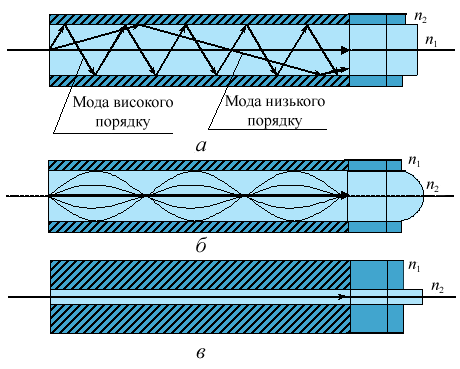 n₂
n₁
Мода високого порядку
Мода низького порядку
а
n₁
n₂
б
n₁
n₂
в